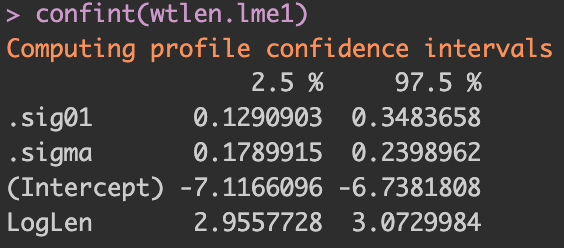 > confint(wtlen.lme1)
Computing profile confidence intervals
2.5 % 97.5 %
.sig01 0.1290903 0.3483658
.sigma 0.1789915 0.2398962
(Intercept) -7.1166096 -6.7381808
LogLen 2.9557728 3.0729984